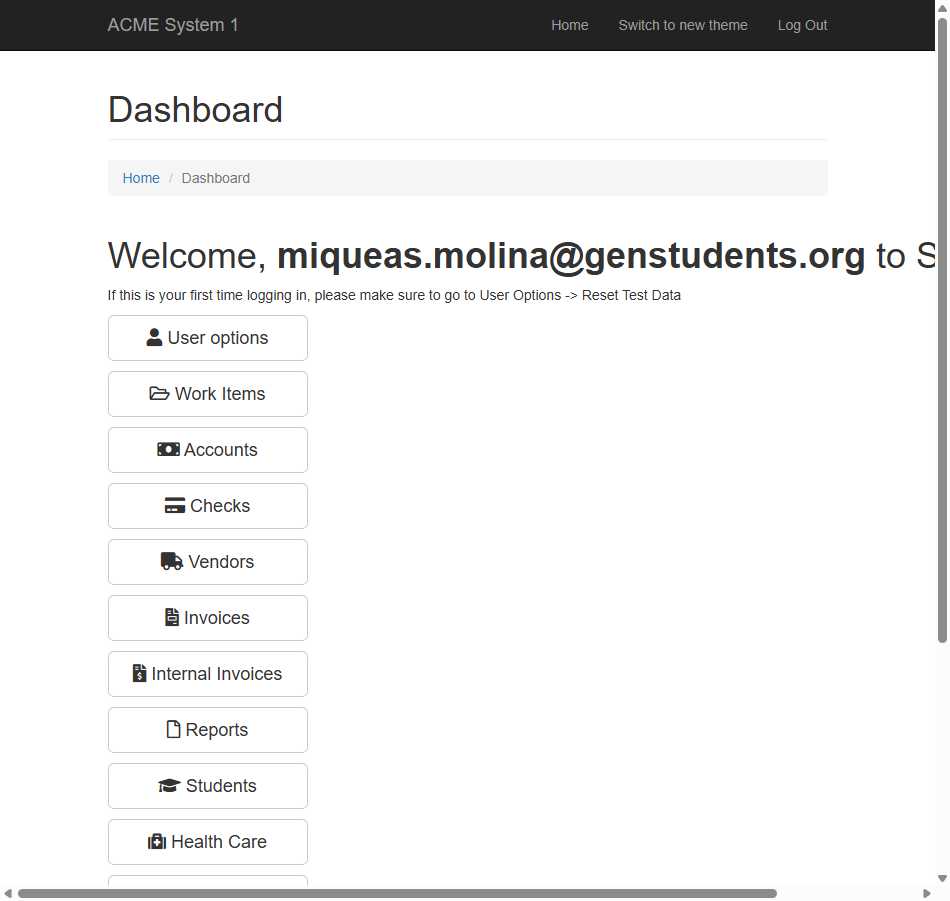 ACME System 1 Home Switch to new theme Log Out
Dashboard
Home / Dashboard
Welcome, miqueas.molina@genstudents.org to S
If this is your first time logging in, please make sure to go to User Options -> Reset Test Data
User options
Work Items
Accounts
Checks
Vendors
Invoices
Internal Invoices
Reports
Students
Health Care